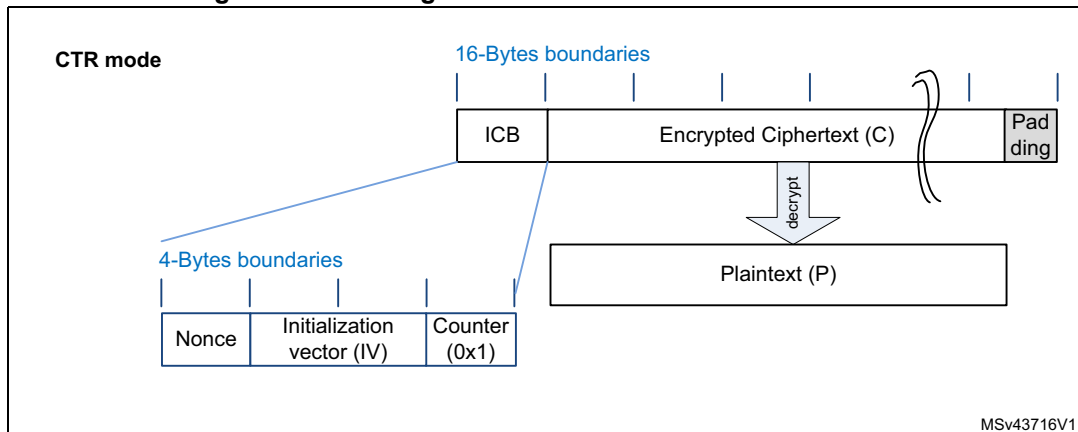 CTR mode
16-Bytes boundaries
ICB
Encrypted Ciphertext (C)
Pad
ding
decrypt
4-Bytes boundaries
Plaintext (P)
Nonce
Initialization
vector (IV)
Counter
(0x1)
MSv43716V1